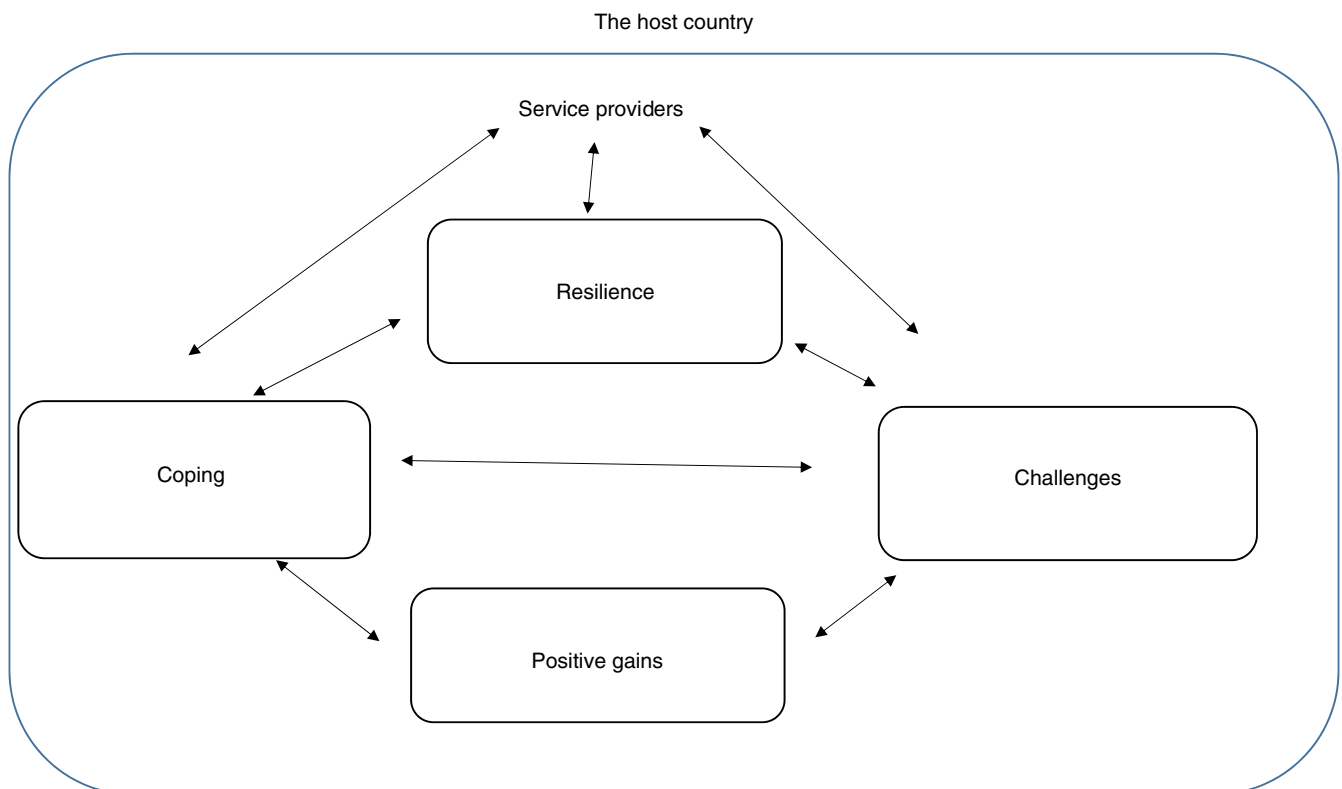 The host country
Service providers
Resilience
Coping
Challenges
Positive gains